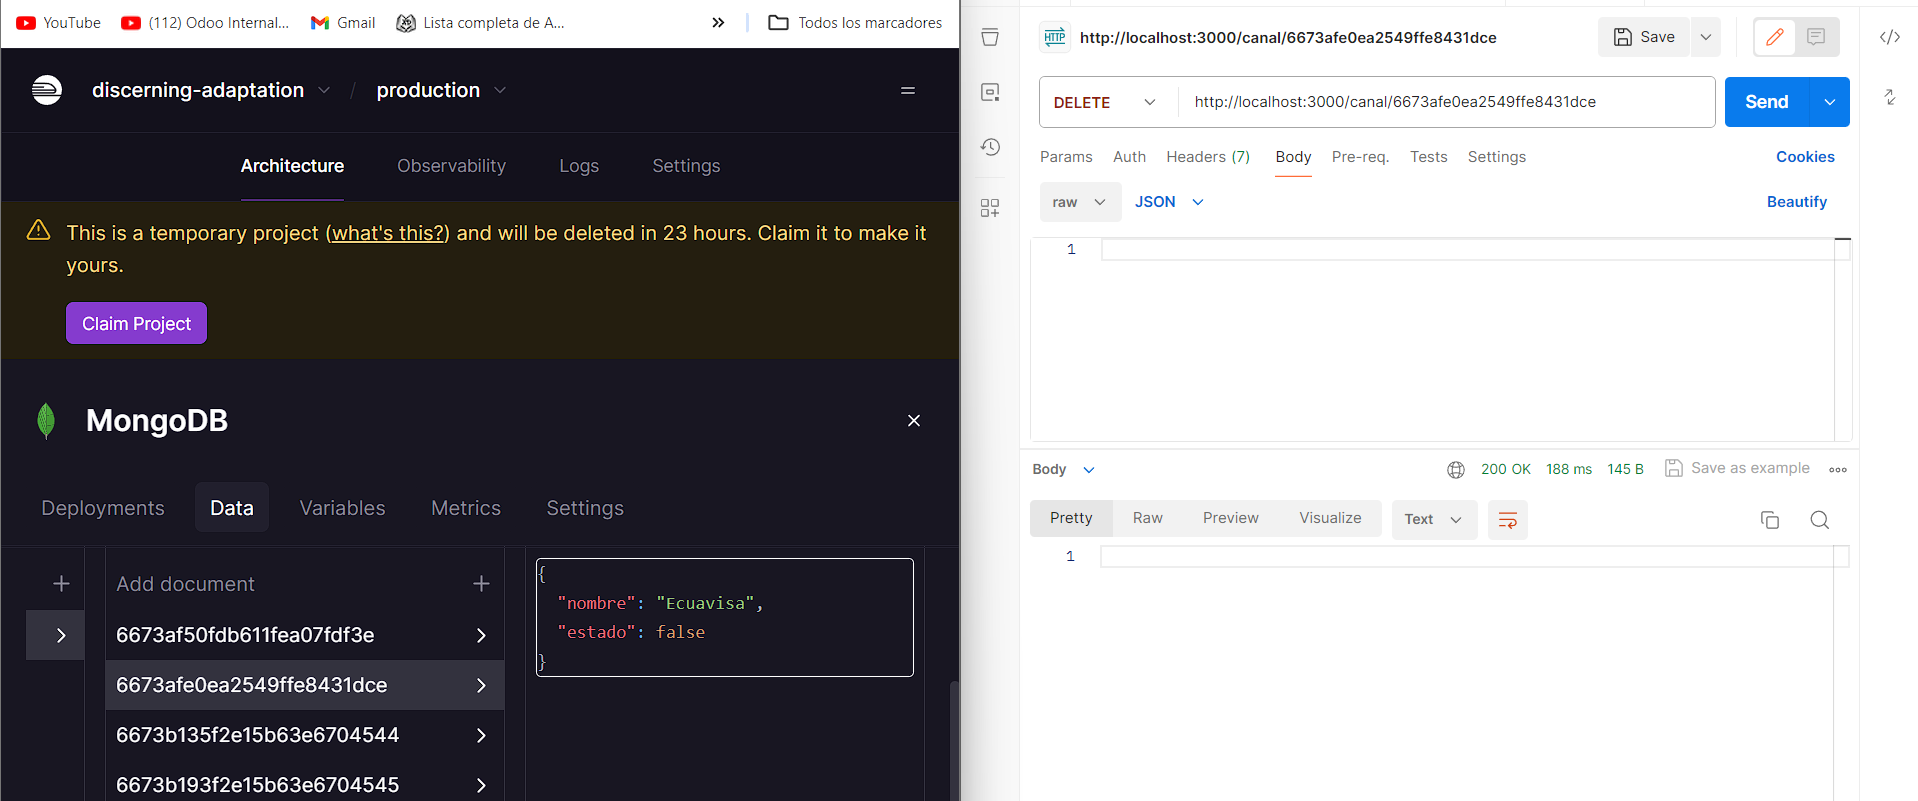 YouTube
(112) Odoo Internal...
Gmail
Lista completa de A...
»
Todos los marcadores
discerning-adaptation / production
Architecture
Observability
Logs
Settings
This is a temporary project (what's this?) and will be deleted in 23 hours. Claim it to make it
yours.
Claim Project
MongoDB
Deployments
Data
Variables
Metrics
Settings
Add document
6673af50fdb611fea07fdf3e
6673afe0ea2549ffe8431dce
6673b135f2e15b63e6704544
6673b193f2e15b63e6704545
{
"nombre": "Ecuavisa",
"estado": false
}
HTTP
http://localhost:3000/canal/6673afe0ea2549ffe8431dce
Save
</>
DELETE
http://localhost:3000/canal/6673afe0ea2549ffe8431dce
Send
Params
Auth
Headers (7)
Body
Pre-req.
Tests
Settings
Cookies
raw
JSON
Beautify
1
Body
200 OK
188 ms
145 B
Save as example
Pretty
Raw
Preview
Visualize
Text
1